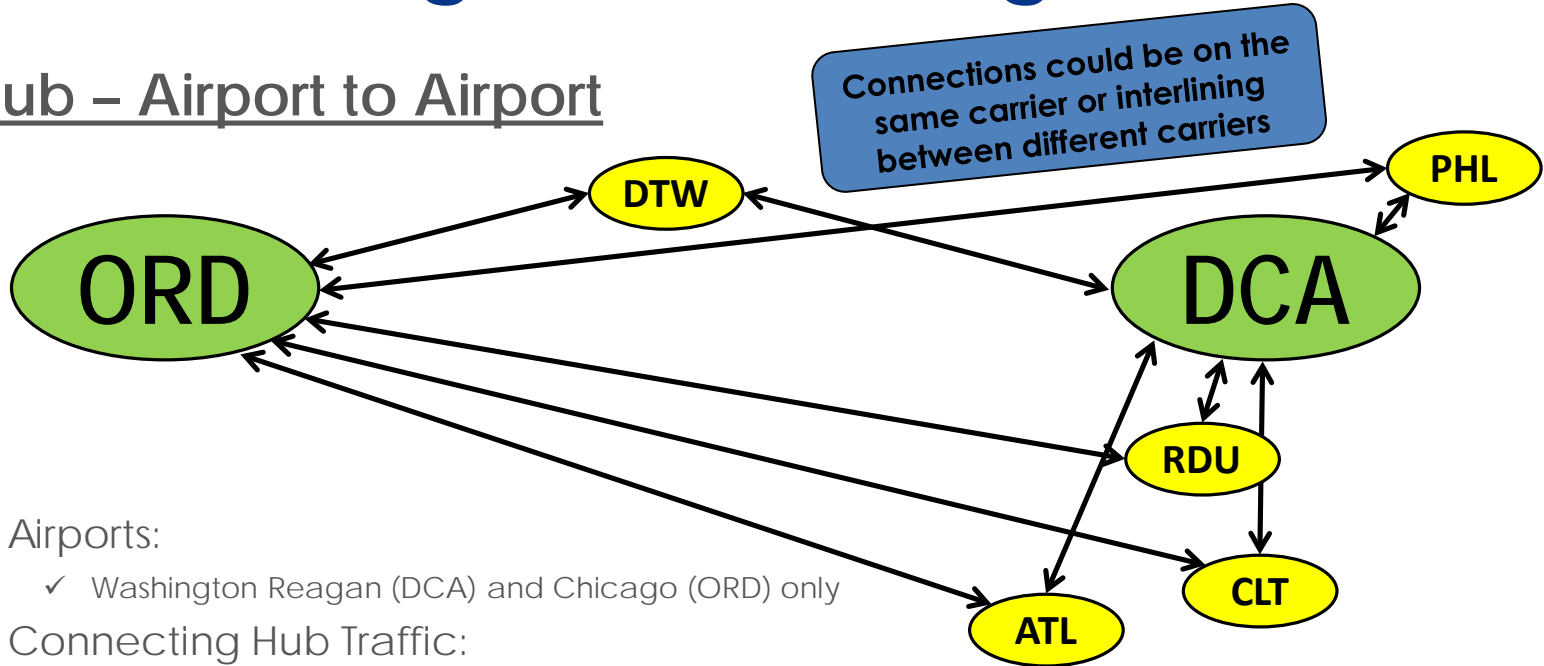 ub – Airport to Airport
Connections could be on the
same carrier or interlining
between different carriers
DTW
PHL
ORD
DCA
RDU
CLT
ATL
Airports:
✓ Washington Reagan (DCA) and Chicago (ORD) only
Connecting Hub Traffic: